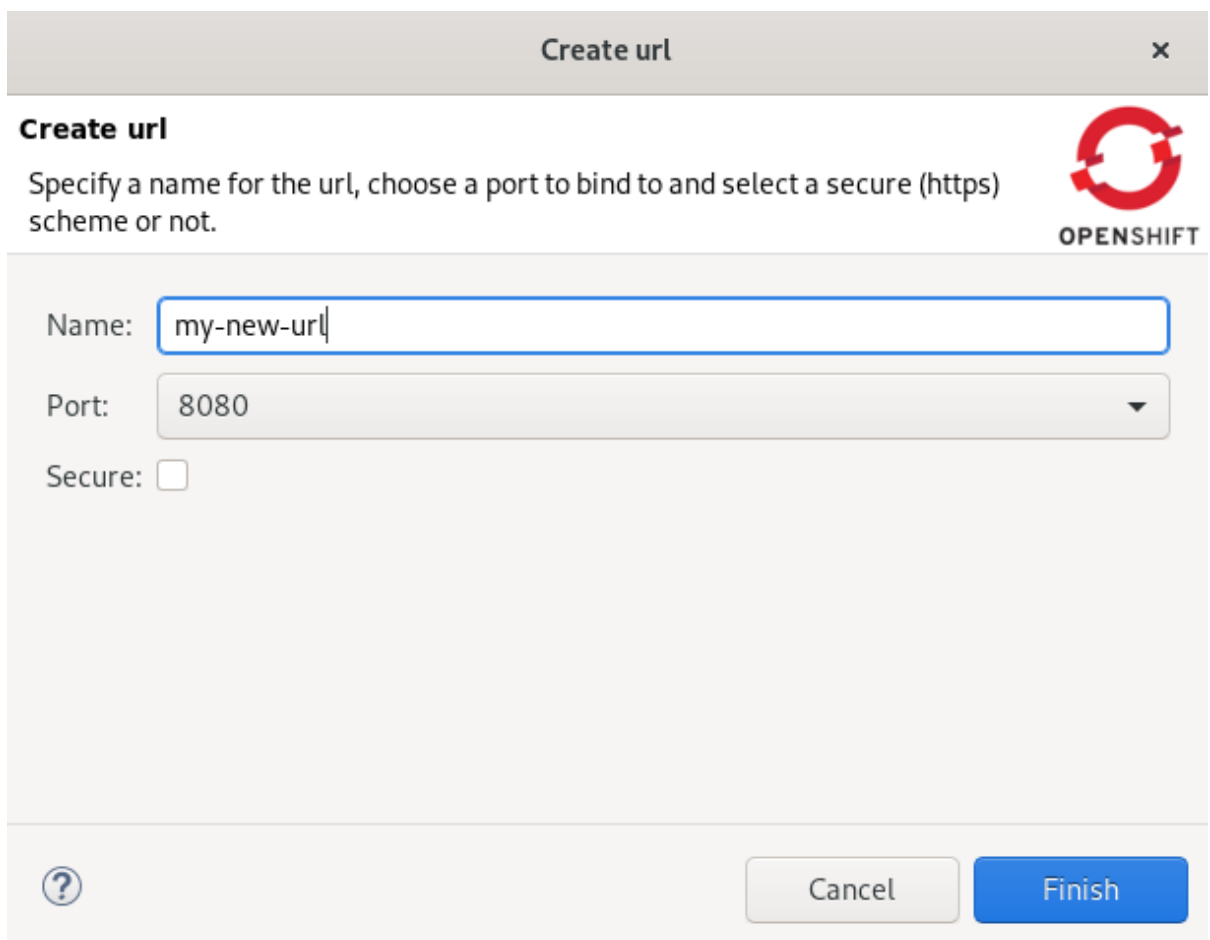 Create url
Create url
Specify a name for the url, choose a port to bind to and select a secure (https)
scheme or not.
OPENSHIFT
Name: my-new-url
Port: 8080
Secure:
Cancel Finish